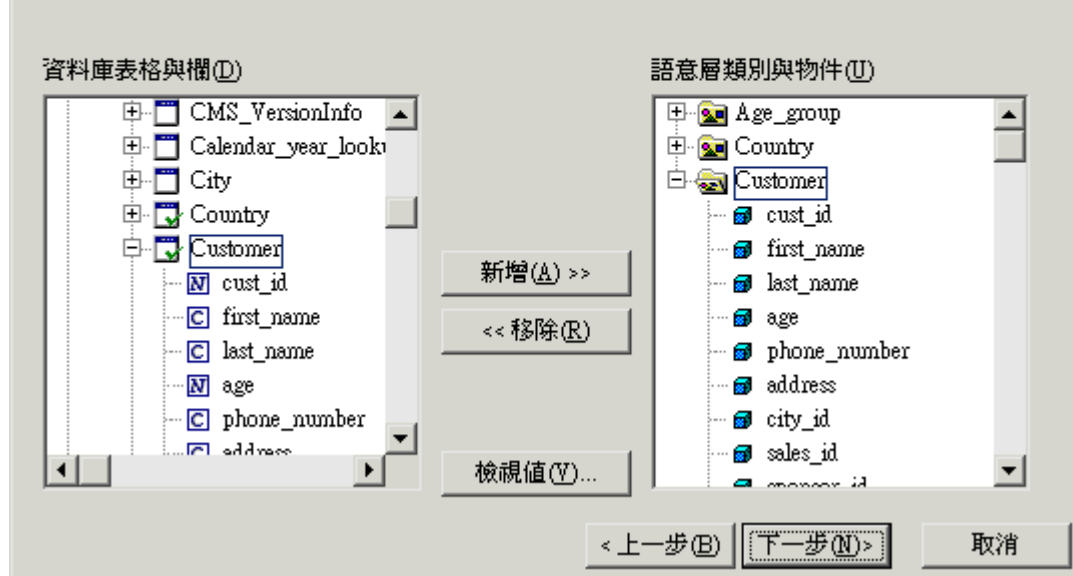 資料庫表格與欄(D)
CMS_VersionInfo
Calendar_year_looku
City
Country
Customer
cust_id
first_name
last_name
age
phone_number
address
新增(A) >>
<< 移除(R)
檢視值(V)...
語意層類別與物件(U)
Age_group
Country
Customer
cust_id
first_name
last_name
age
phone_number
address
city_id
sales_id
sponsor_id
<上一步(B)
下一步(N)>
取消